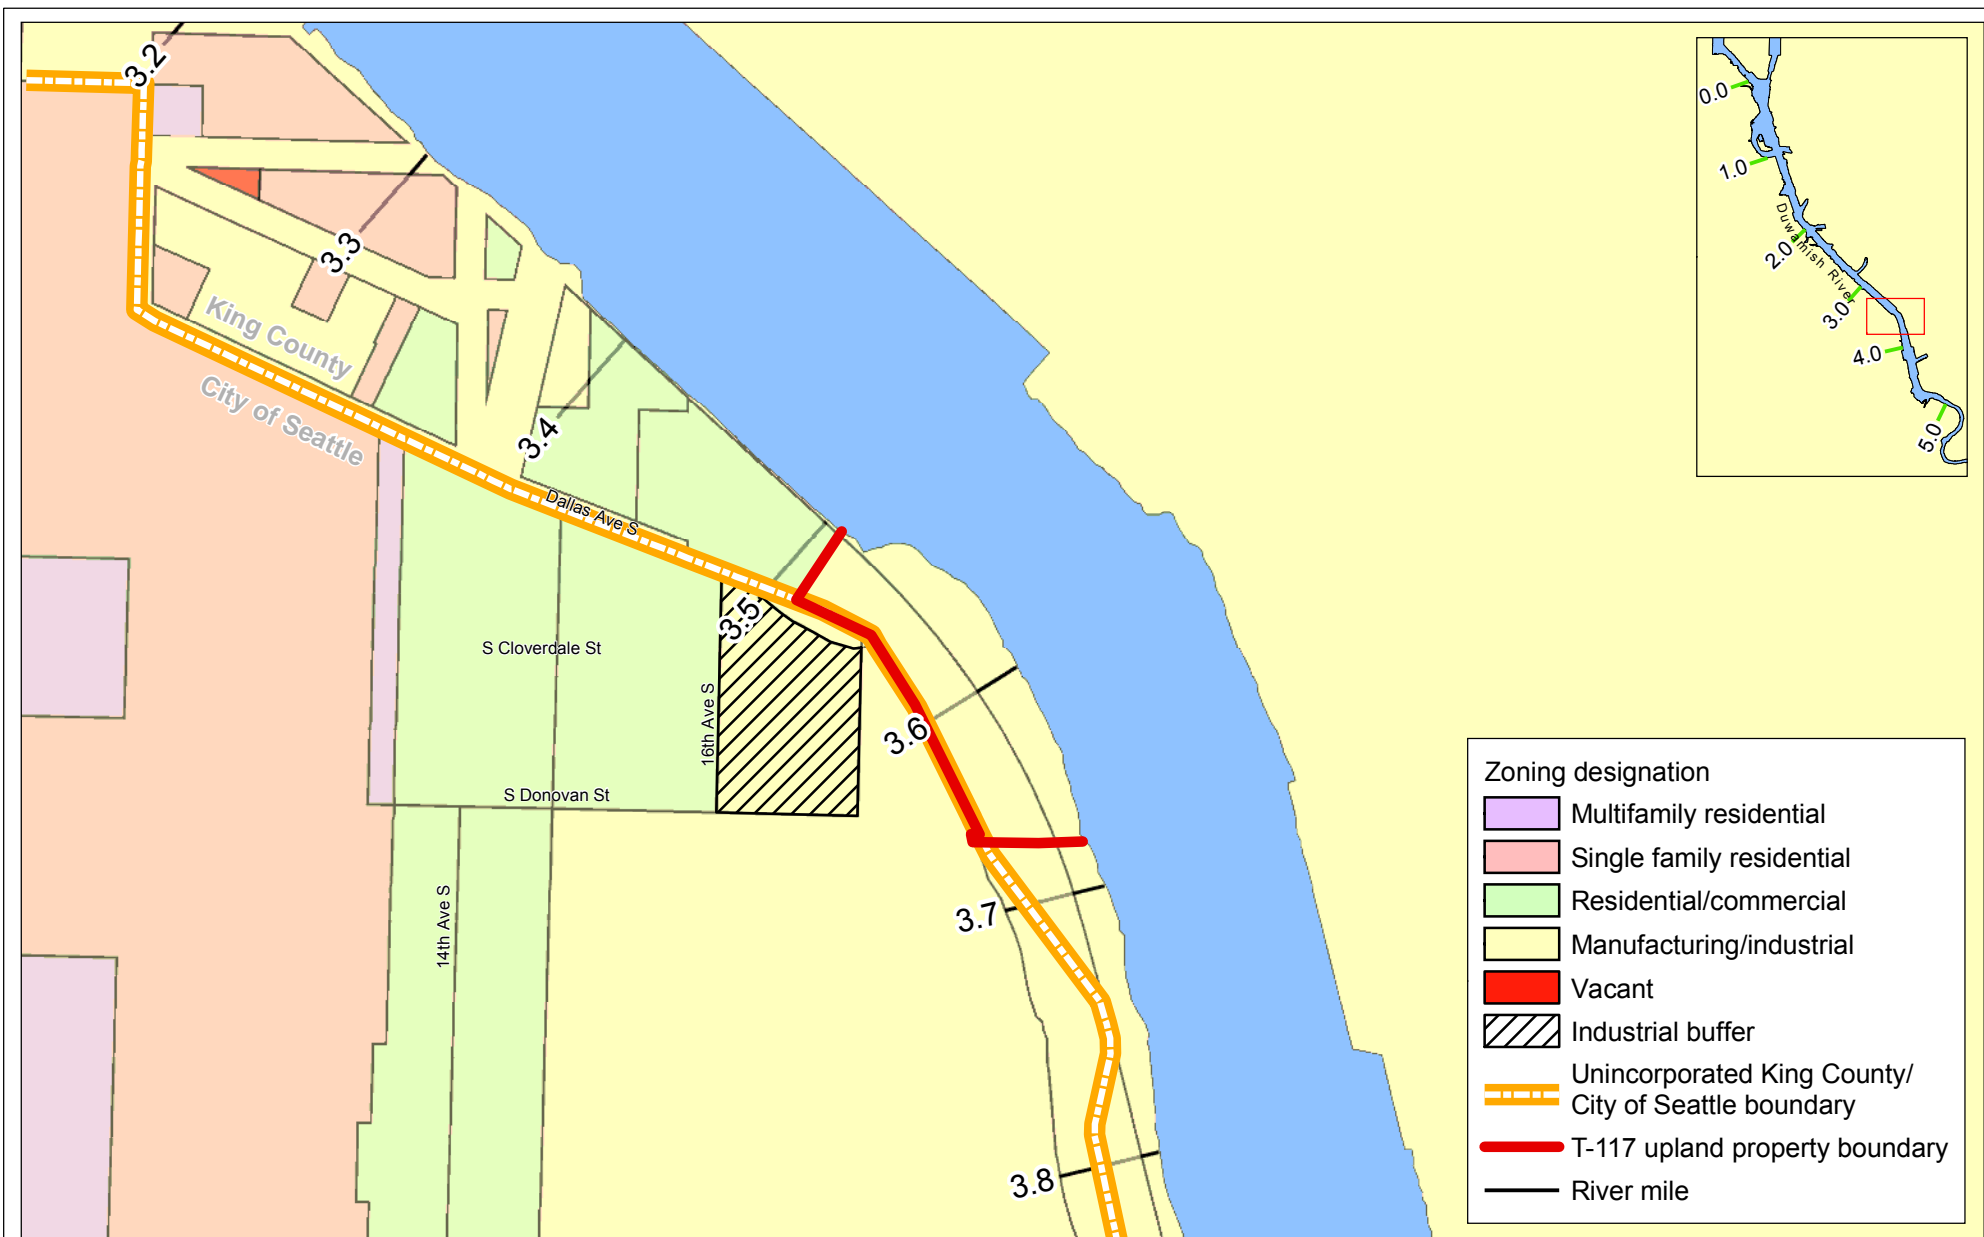 3.2
3.3
King County
City of Seattle
3.4
Dallas Ave S
3.5
S Cloverdale St
16th Ave S
3.6
S Donovan St
14th Ave S
3.7
3.8
0.0
1.0
2.0
Duwamish River
3.0
4.0
5.0
Zoning designation
Multifamily residential
Single family residential
Residential/commercial
Manufacturing/industrial
Vacant
Industrial buffer
Unincorporated King County/
City of Seattle boundary
T-117 upland property boundary
River mile